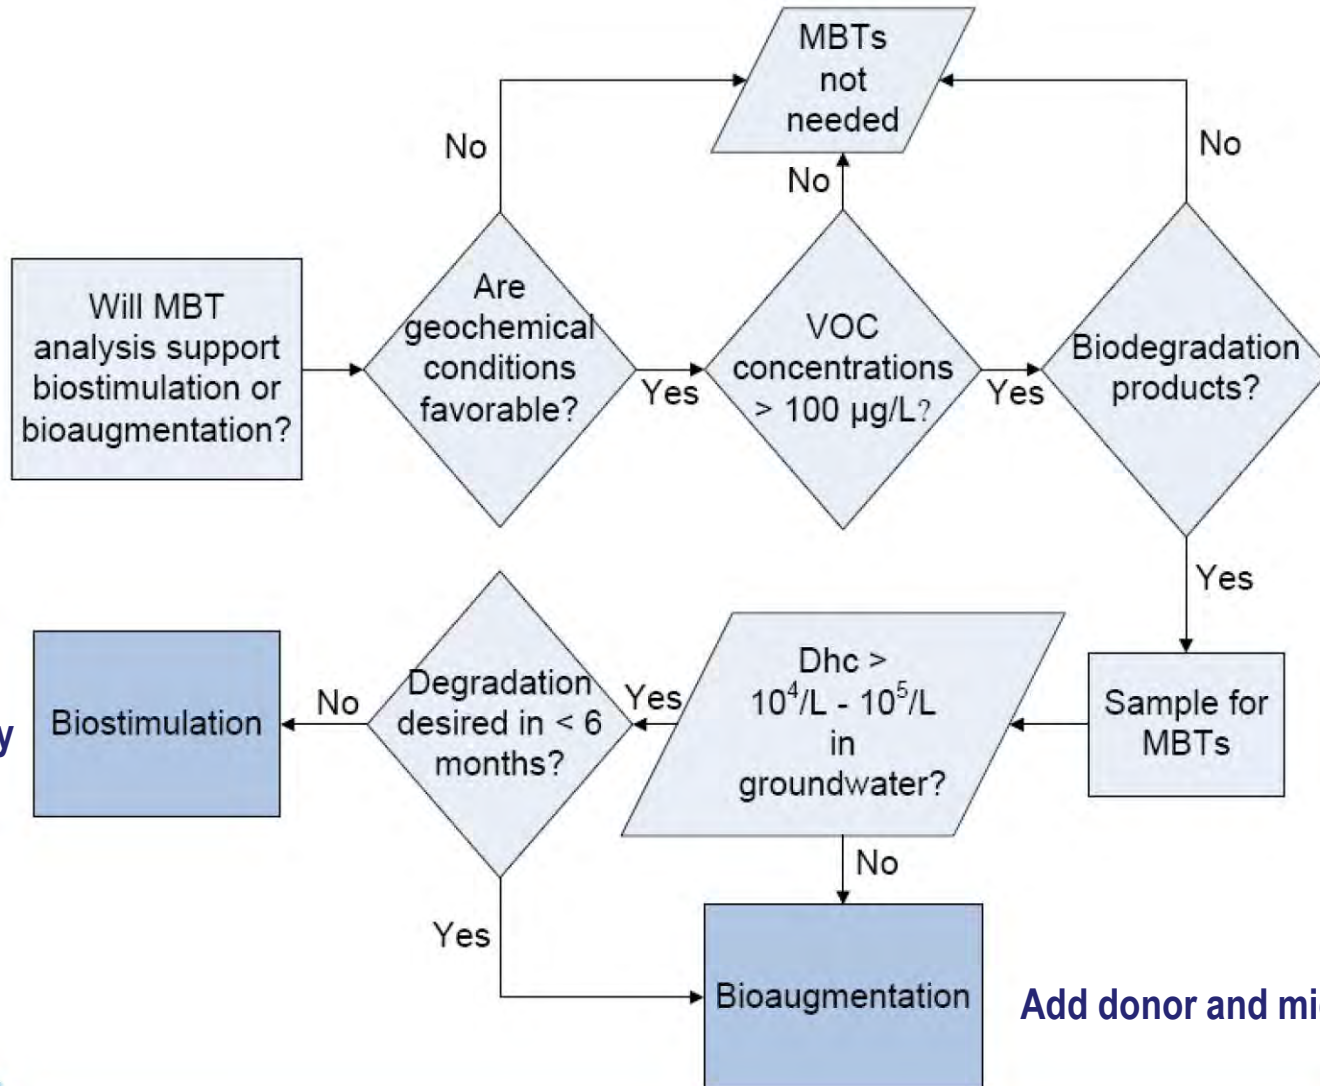 MBTs
not
needed
No
No
No
Will MBT
analysis support
biostimulation or
bioaugmentation?
Are
geochemical
conditions
favorable?
Yes
VOC
concentrations
> 100 µg/L?
Yes
Biodegradation
products?
Yes
Sample for
MBTs
Dhc >
10⁴/L - 10⁵/L
in
groundwater?
Yes
Degradation
desired in < 6
months?
No
Biostimulation
y
No
Yes
Bioaugmentation
Add donor and